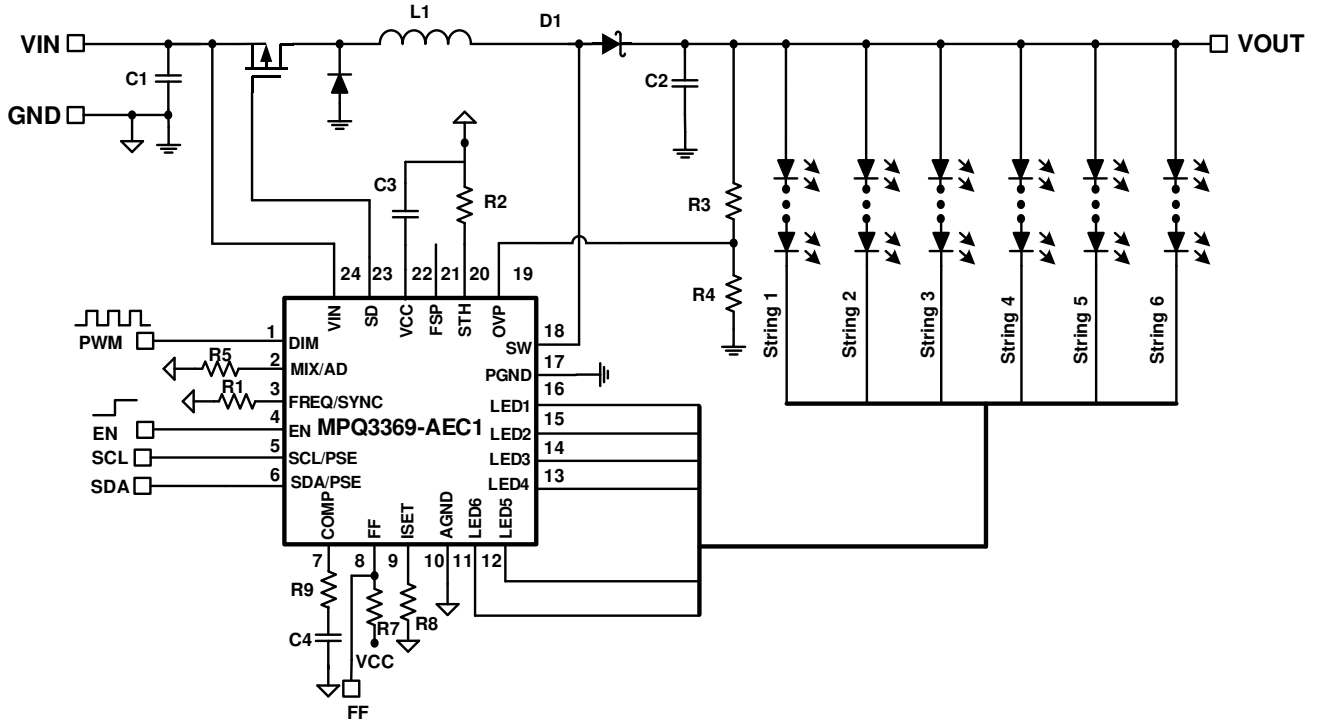 L1
D1
VIN
VOUT
C1
C2
GND
C3
R2
R3
R4
24 23 22 21 20 19
VIN
SD
VCC
FSP
STH
OVP
String 1
String 2
String 3
String 4
String 5
String 6
PWM
1
DIM
R5
2
MIX/AD
R1
3
FREQ/SYNC
EN
4
EN
MPQ3369-AEC1
SCL
5
SCL/PSE
SDA
6
SDA/PSE
18
SW
17
PGND
16
LED1
15
LED2
14
LED3
13
LED4
COMP
FF
ISET
AGND
LED6
LED5
7 8 9 10 11 12
R9
C4
R7
R8
VCC
FF